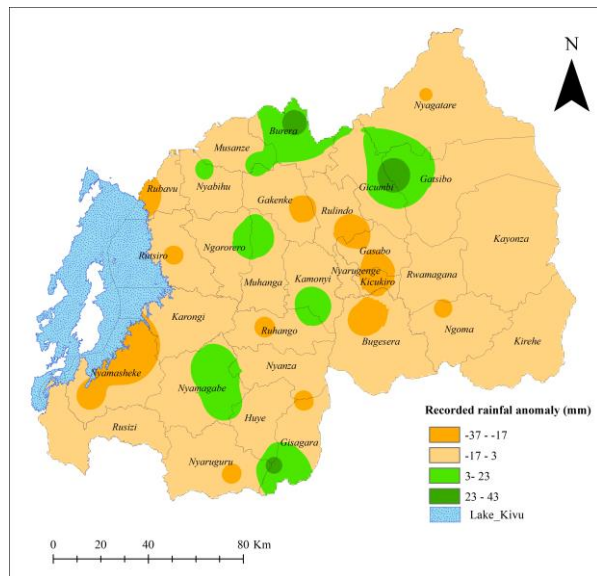 N
Nyagatare
Burera
Musanze
Gatsibo
Gicumbi
Rubavu
Nyabihu
Gakenke
Rulindo
Kayonza
Ngororero
Rutsiro
Gasabo
Nyarugenge
Rwamagana
Kicukiro
Muhanga
Kamonyi
Karongi
Ruhango
Bugesera
Ngoma
Kirehe
Nyamasheke
Nyanza
Nyamagabe
Rusizi
Huye
Gisagara
Nyaruguru
Recorded rainfal anomaly (mm)
-37 - -17
-17 - 3
3- 23
23 - 43
Lake_Kivu
0 20 40 80 Km